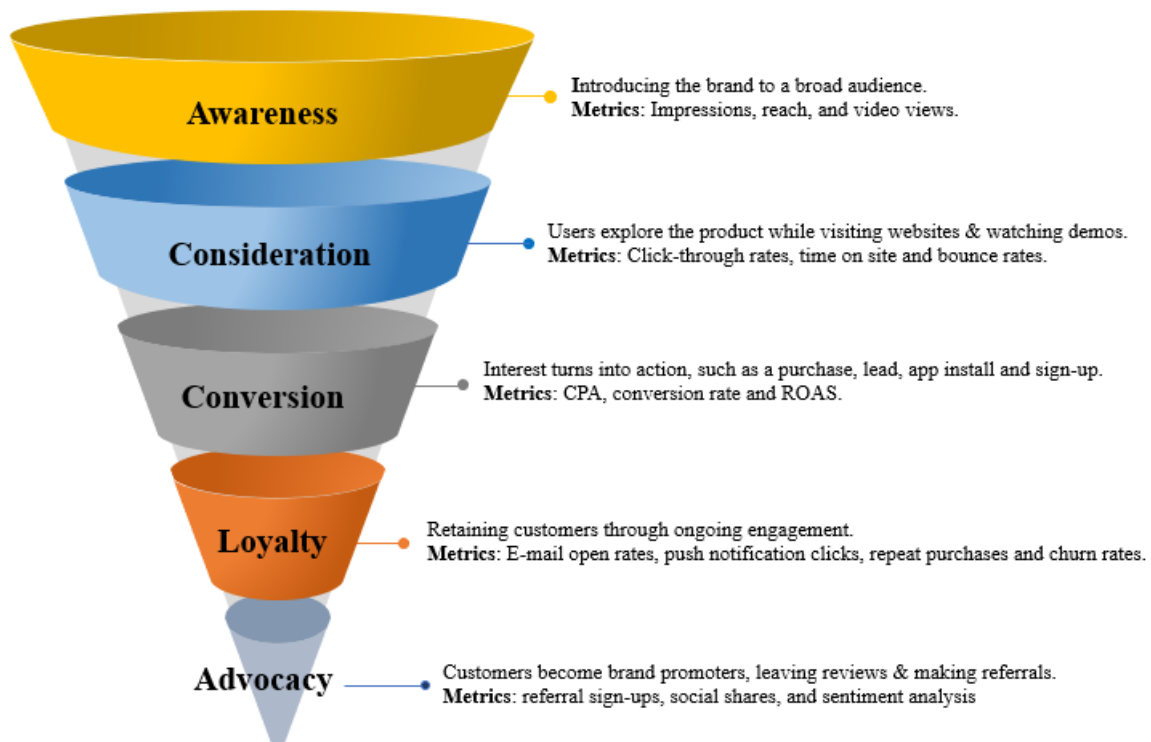 Awareness
Introducing the brand to a broad audience.
Metrics: Impressions, reach, and video views.
Consideration
Users explore the product while visiting websites & watching demos.
Metrics: Click-through rates, time on site and bounce rates.
Conversion
Interest turns into action, such as a purchase, lead, app install and sign-up.
Metrics: CPA, conversion rate and ROAS.
Loyalty
Retaining customers through ongoing engagement.
Metrics: E-mail open rates, push notification clicks, repeat purchases and churn rates.
Advocacy
Customers become brand promoters, leaving reviews & making referrals.
Metrics: referral sign-ups, social shares, and sentiment analysis